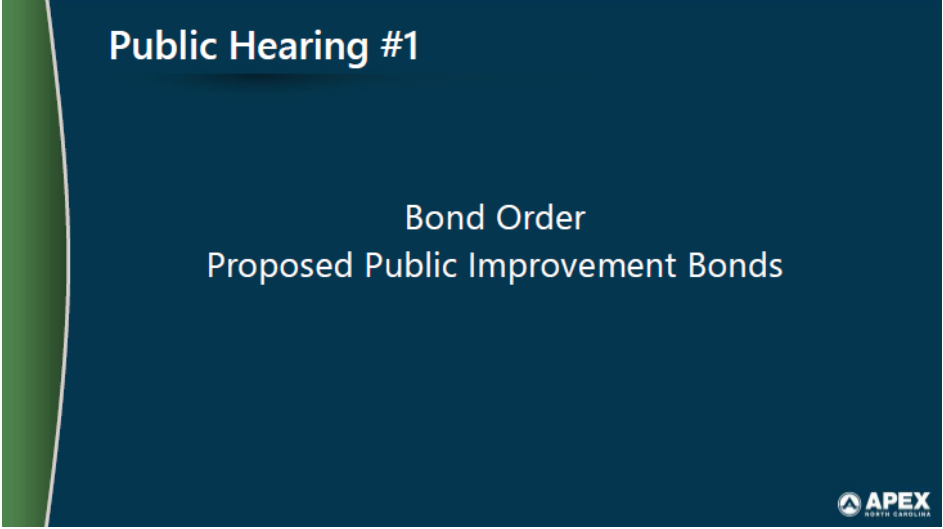 Public Hearing #1
Bond Order
Proposed Public Improvement Bonds
APEX
NORTH CAROLINA